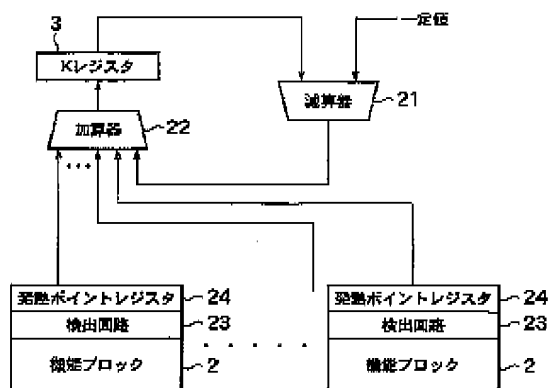 3
一定値
Kレジスタ
減算器
21
加算器
22
発熱ポイントレジスタ
24
発熱ポイントレジスタ
24
検出回路
23
検出回路
23
機能ブロック
2
機能ブロック
2